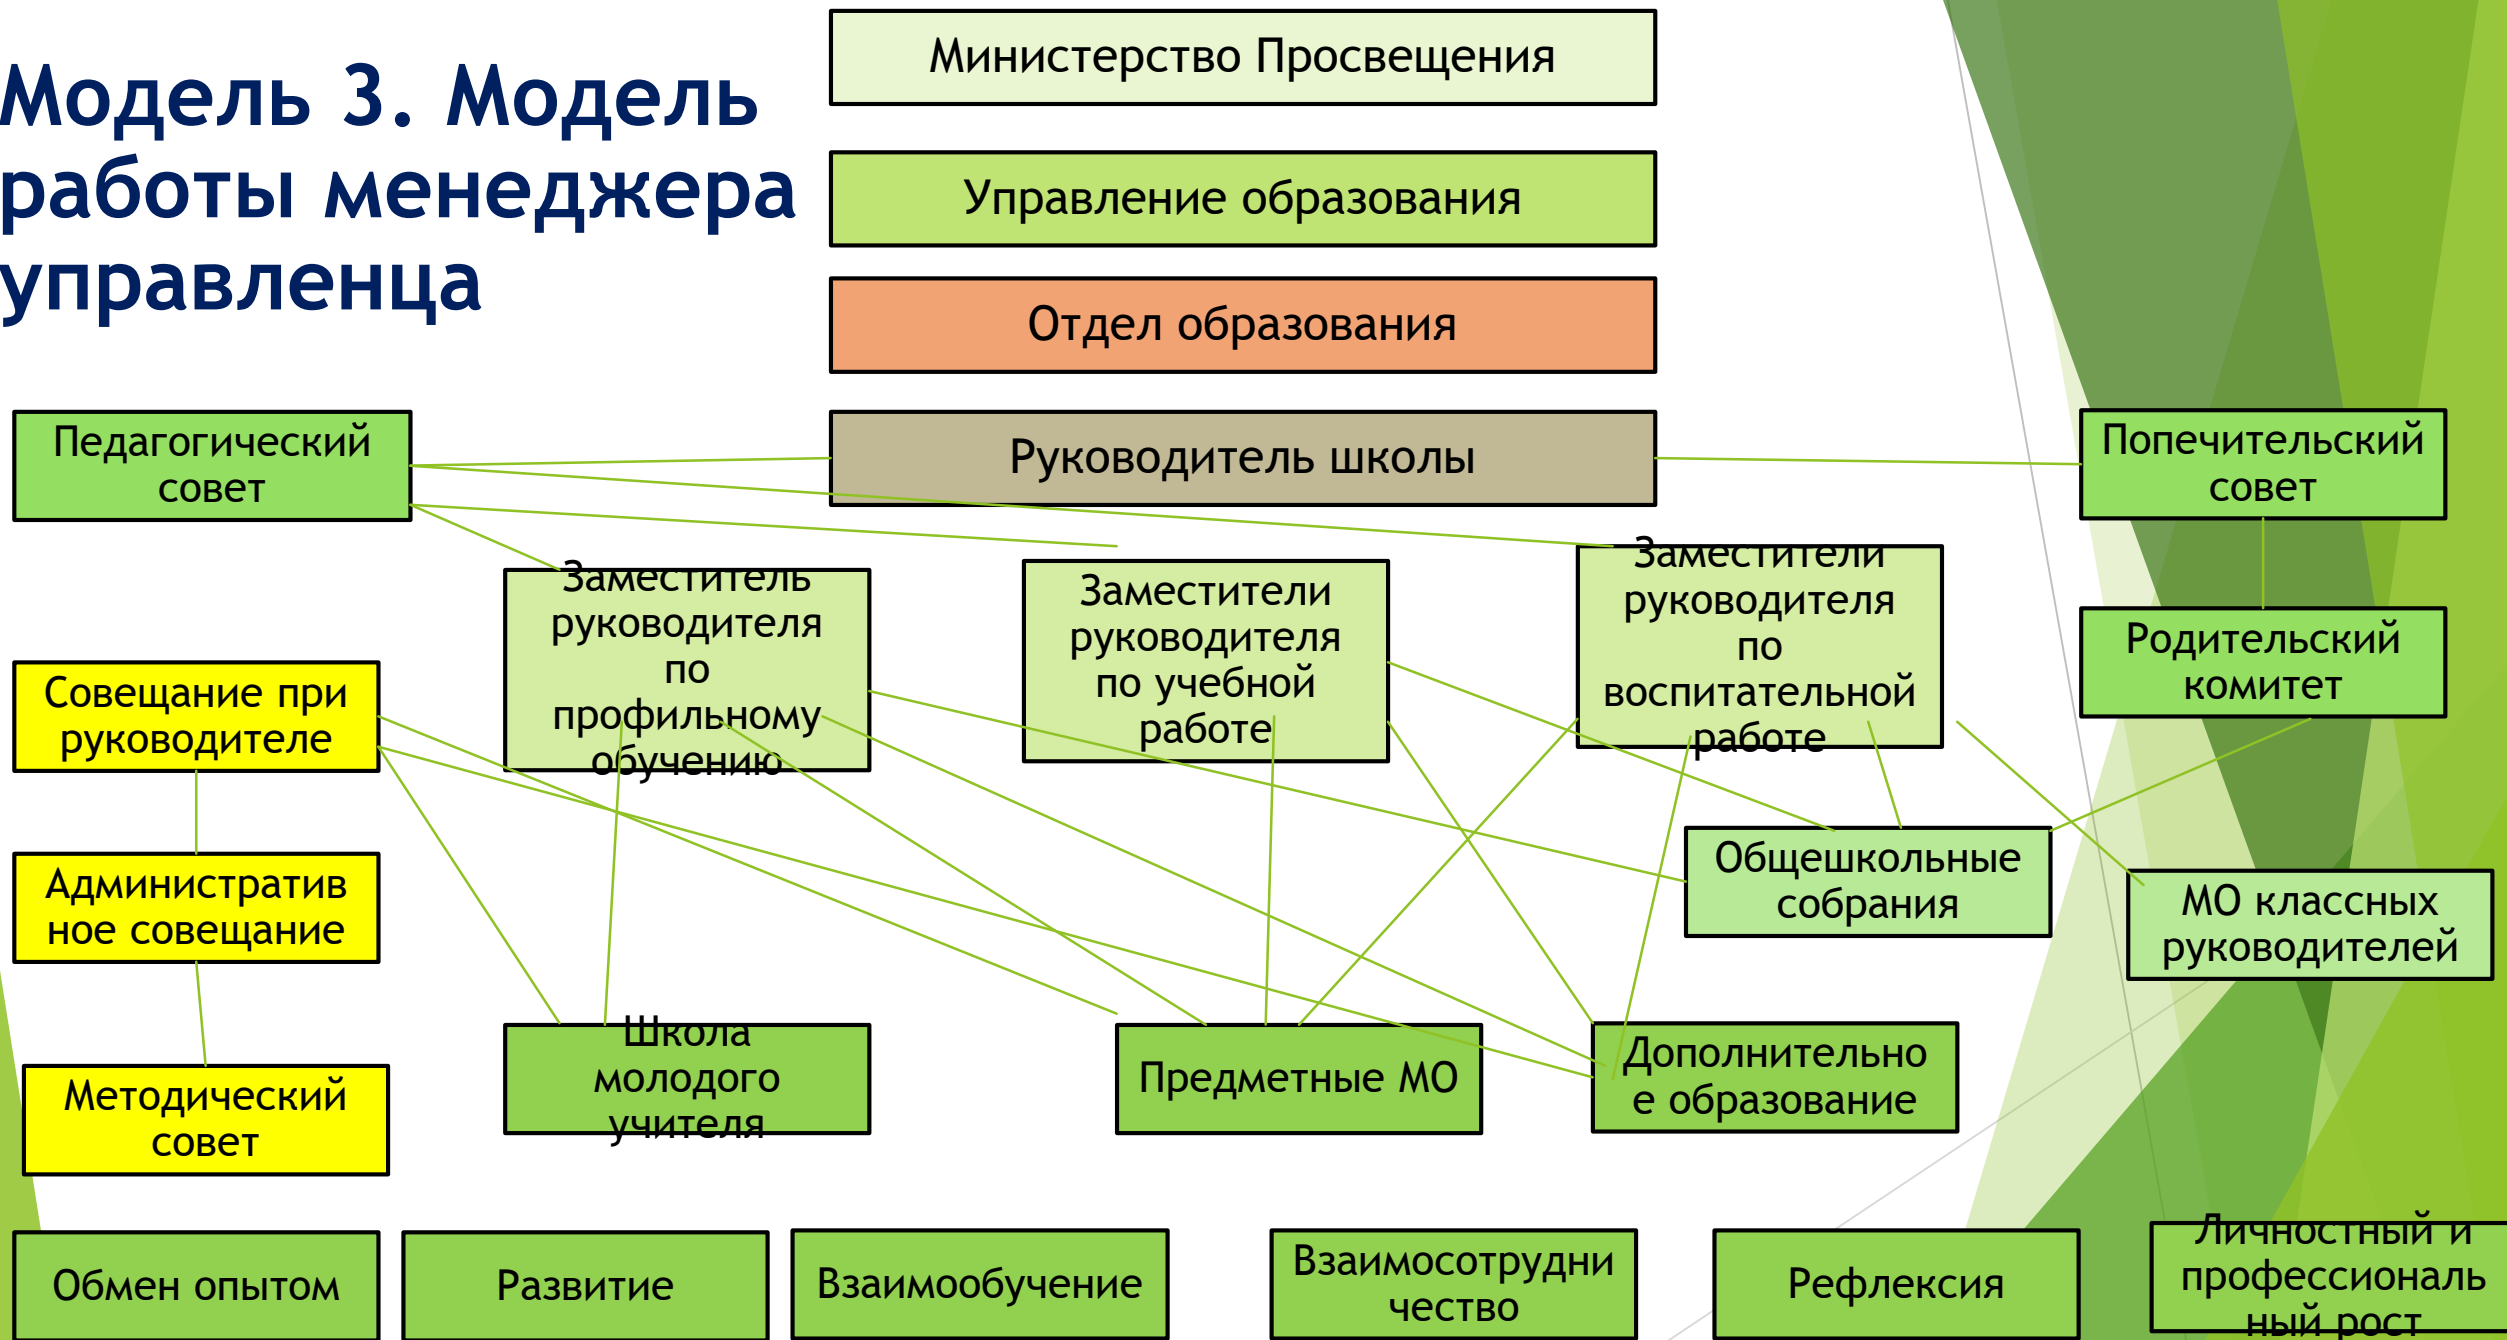 Модель 3. Модель
работы менеджера
управленца
Министерство Просвещения
Управление образования
Отдел образования
Педагогический
совет
Руководитель школы
Попечительский
совет
Заместитель
руководителя
по
профильному
обучению
Заместители
руководителя
по учебной
работе
Заместители
руководителя
по
воспитательной
работе
Родительский
комитет
Совещание при
руководителе
Административ
ное совещание
Общешкольные
собрания
МО классных
руководителей
Методический
совет
Школа
молодого
учителя
Предметные МО
Дополнительно
е образование
Обмен опытом
Развитие
Взаимообучение
Взаимосотрудни
чество
Рефлексия
Личностный и
профессиональ
ный рост